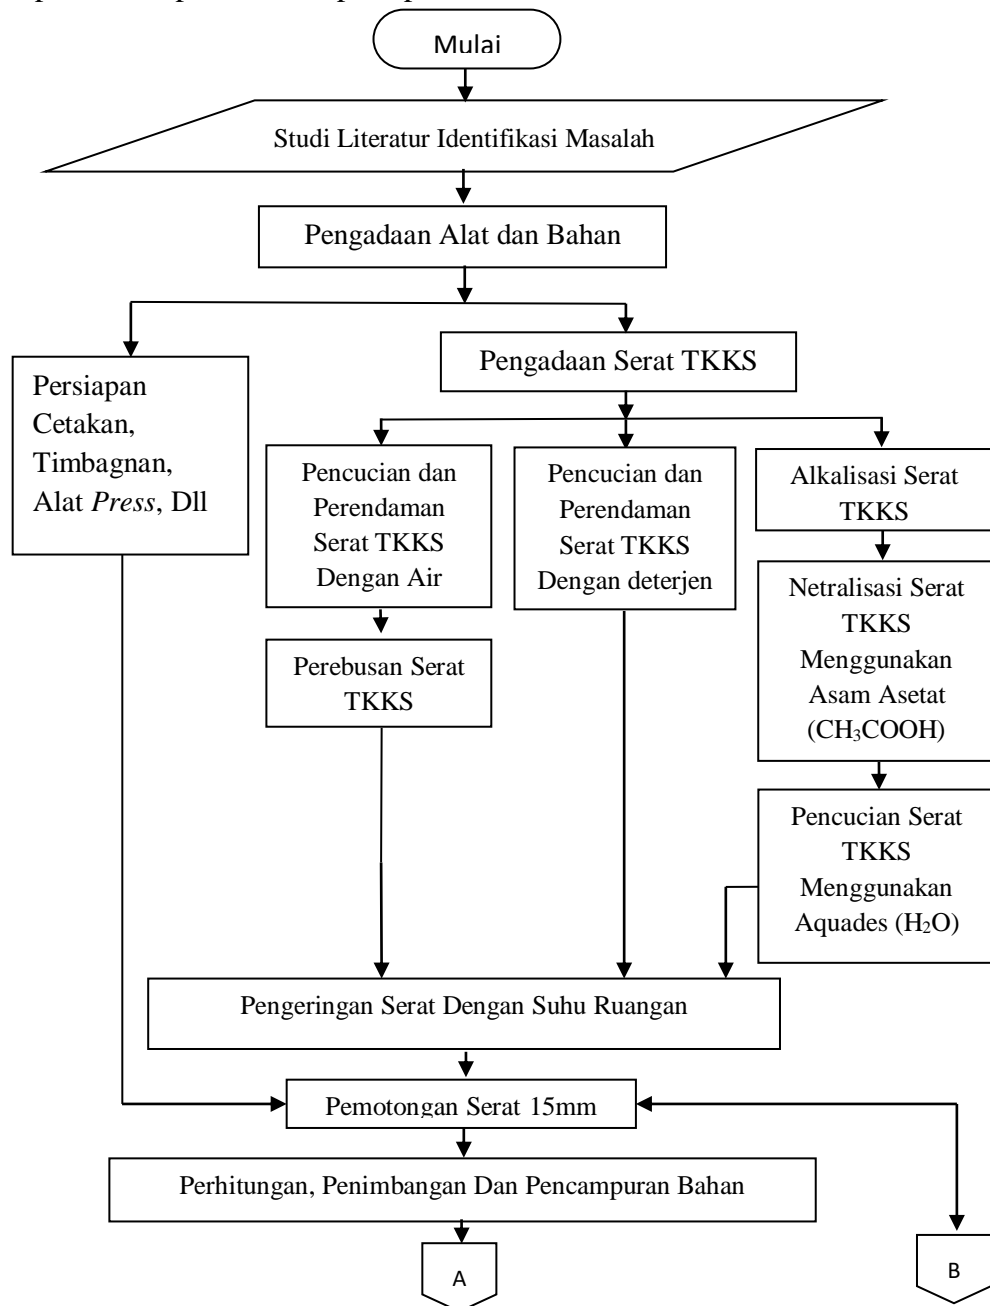 Mulai
Studi Literatur Identifikasi Masalah
Pengadaan Alat dan Bahan
Pengadaan Serat TKKS
Persiapan
Cetakan,
Timbagnan,
Alat Press, Dll
Pencucian dan
Perendaman
Serat TKKS
Dengan Air
Pencucian dan
Perendaman
Serat TKKS
Dengan deterjen
Alkalisasi Serat
TKKS
Netralisasi Serat
TKKS
Menggunakan
Asam Asetat
(CH₃COOH)
Perebusan Serat
TKKS
Pencucian Serat
TKKS
Menggunakan
Aquades (H₂O)
Pengeringan Serat Dengan Suhu Ruangan
Pemotongan Serat 15mm
Perhitungan, Penimbangan Dan Pencampuran Bahan
A
B